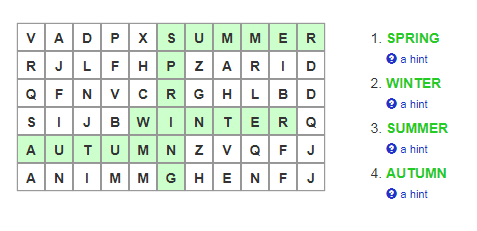 V A D P X S U M M E R
R J L F H P Z A R I D
Q F N V C R G H L B D
S I J B W I N T E R Q
A U T U M N Z V Q F J
A N I M M G H E N F J
1. SPRING
? a hint
2. WINTER
? a hint
3. SUMMER
? a hint
4. AUTUMN
? a hint